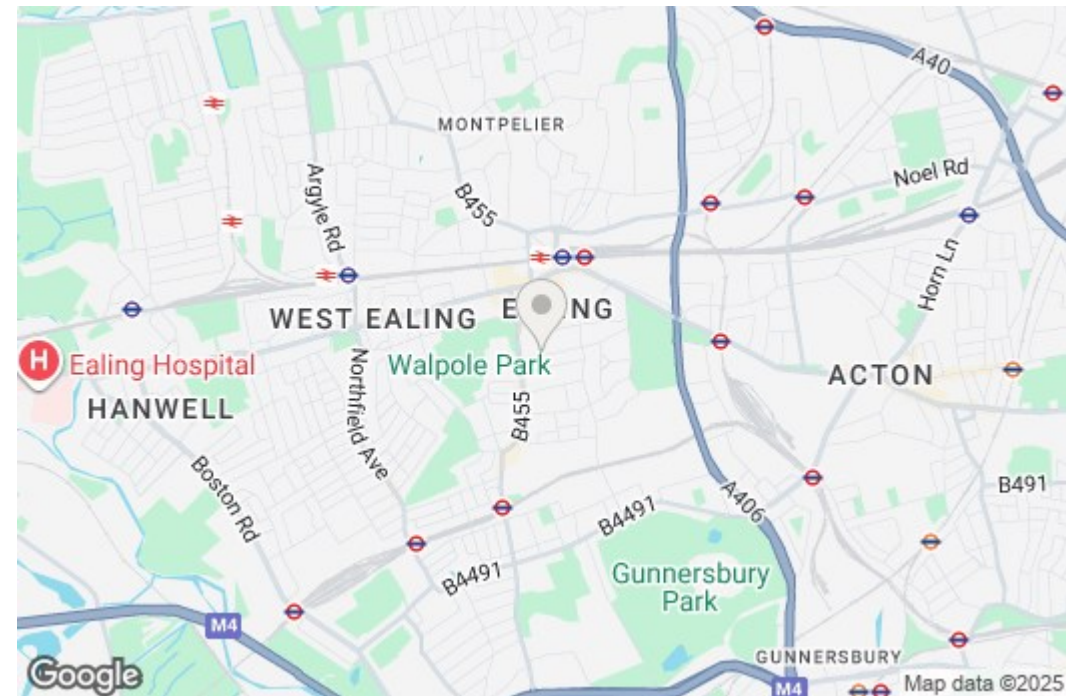 A40
MONTPELIER
Noel Rd
Argyle Rd
B455
Horn Ln
WEST EALING
E NG
H
Ealing Hospital
Walpole Park
ACTON
HANWELL
Northfield Ave
B455
Boston Rd
B491
A406
B4491
B4491
Gunnersbury
Park
M4
GUNNERSBURY
M4
Google
Map data ©2025